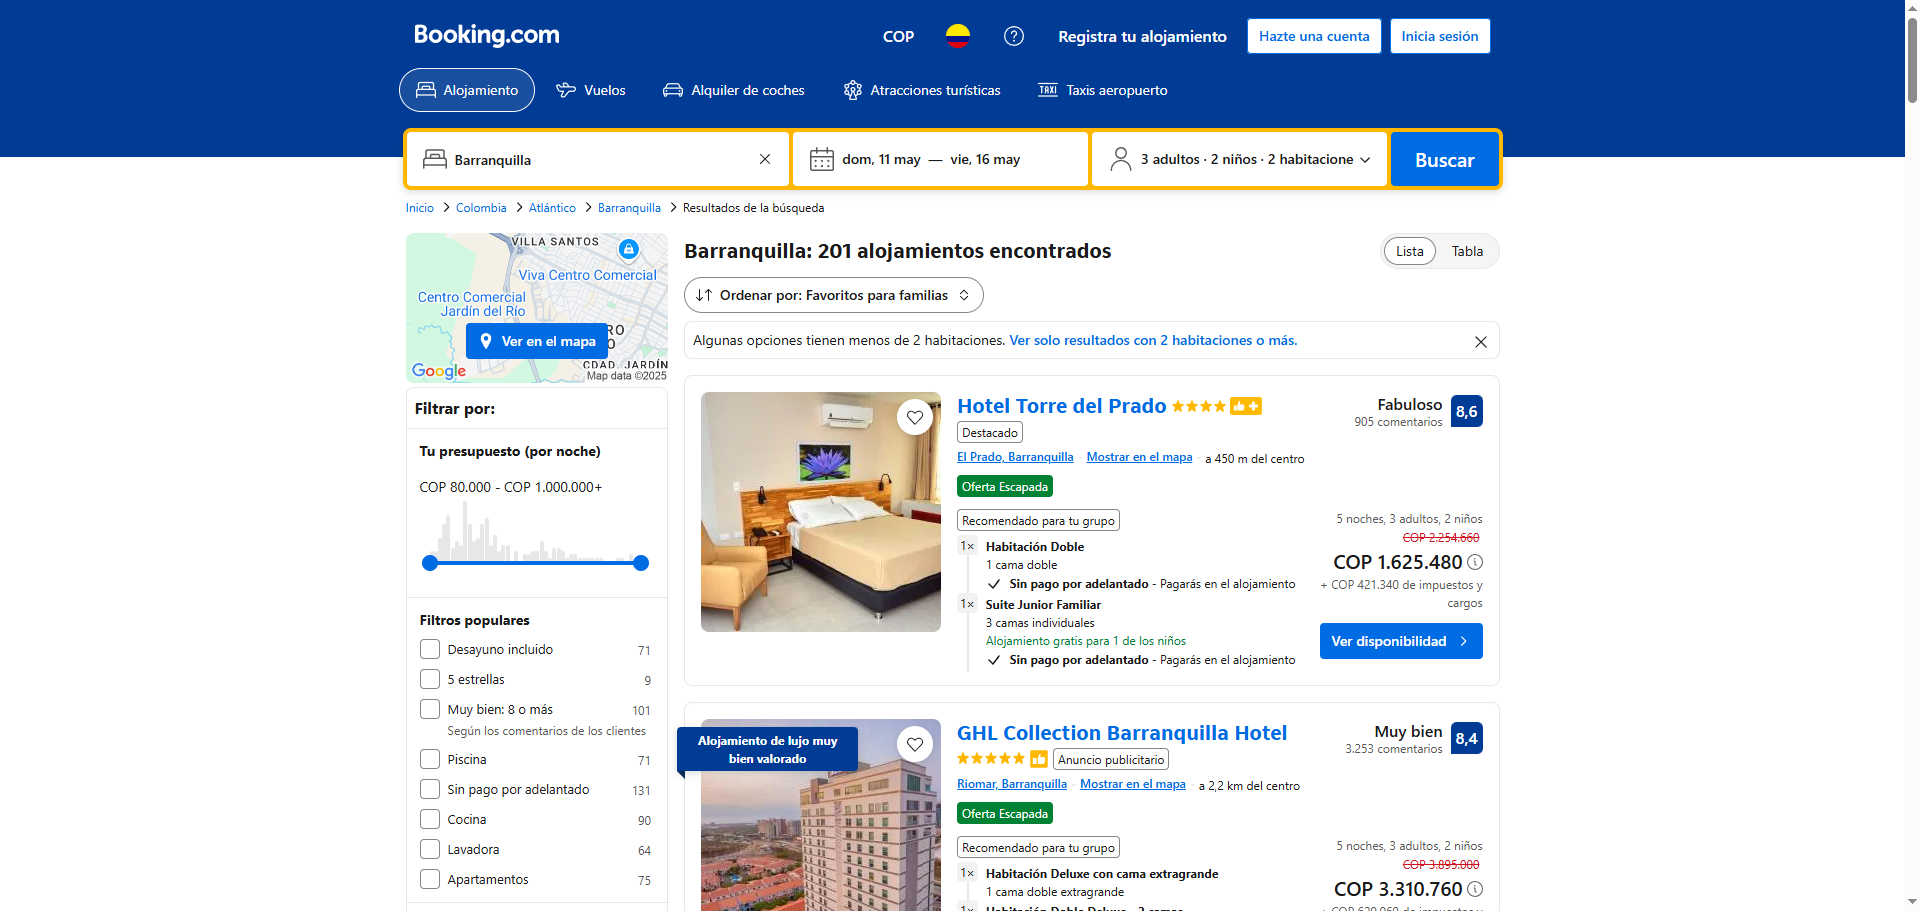 Booking.com
COP
Registra tu alojamiento
Hazte una cuenta
Inicia sesión
Alojamiento
Vuelos
Alquiler de coches
Atracciones turísticas
TAXI
Taxis aeropuerto
Barranquilla
dom, 11 may — vie, 16 may
3 adultos · 2 niños · 2 habitacione
Buscar
Inicio
Colombia
Atlántico
Barranquilla
Resultados de la búsqueda
VILLA SANTOS
Viva Centro Comercial
Centro Comercial
Jardín del Río
RO
O
Ver en el mapa
CDAD. JARDÍN
Google
Map data ©2025
Filtrar por:
Tu presupuesto (por noche)
COP 80.000 - COP 1.000.000+
Filtros populares
Desayuno incluido 71
5 estrellas 9
Muy bien: 8 o más 101
Según los comentarios de los clientes
Piscina 71
Sin pago por adelantado 131
Cocina 90
Lavadora 64
Apartamentos 75
Barranquilla: 201 alojamientos encontrados
Lista
Tabla
Ordenar por: Favoritos para familias
Algunas opciones tienen menos de 2 habitaciones. Ver solo resultados con 2 habitaciones o más.
Hotel Torre del Prado
Destacado
El Prado, Barranquilla
Mostrar en el mapa
a 450 m del centro
Oferta Escapada
Fabuloso
905 comentarios
8,6
Recomendado para tu grupo
1× Habitación Doble
1 cama doble
Sin pago por adelantado - Pagarás en el alojamiento
1× Suite Junior Familiar
3 camas individuales
Alojamiento gratis para 1 de los niños
Sin pago por adelantado - Pagarás en el alojamiento
5 noches, 3 adultos, 2 niños
COP 2.254.660
COP 1.625.480
+ COP 421.340 de impuestos y
cargos
Ver disponibilidad
Alojamiento de lujo muy
bien valorado
GHL Collection Barranquilla Hotel
Anuncio publicitario
Riomar, Barranquilla
Mostrar en el mapa
a 2,2 km del centro
Oferta Escapada
Muy bien
3.253 comentarios
8,4
Recomendado para tu grupo
1× Habitación Deluxe con cama extragrande
1 cama doble extragrande
1× Habitación Doble Deluxe - 2 camas
5 noches, 3 adultos, 2 niños
COP 3.895.000
COP 3.310.760